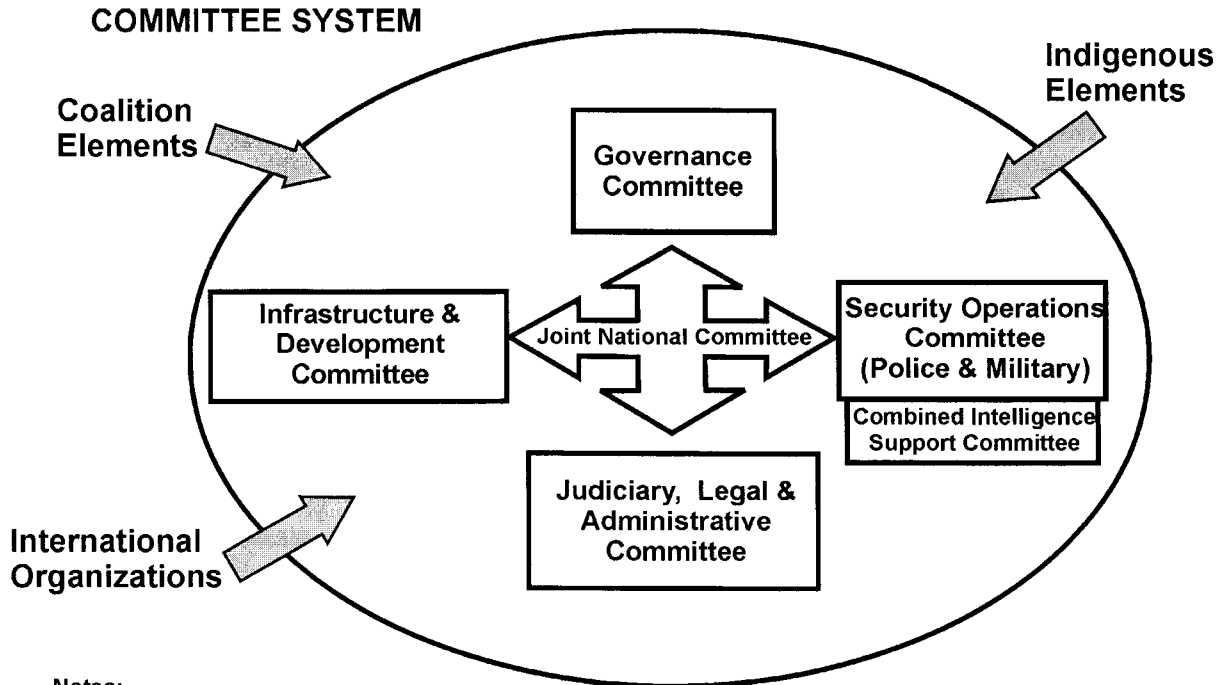 COMMITTEE SYSTEM
Indigenous
Elements
Coalition
Elements
Governance
Committee
Infrastructure &
Development
Committee
Joint National Committee
Security Operations
Committee
(Police & Military)
Combined Intelligence
Support Committee
Judiciary, Legal &
Administrative
Committee
International
Organizations
Notes: